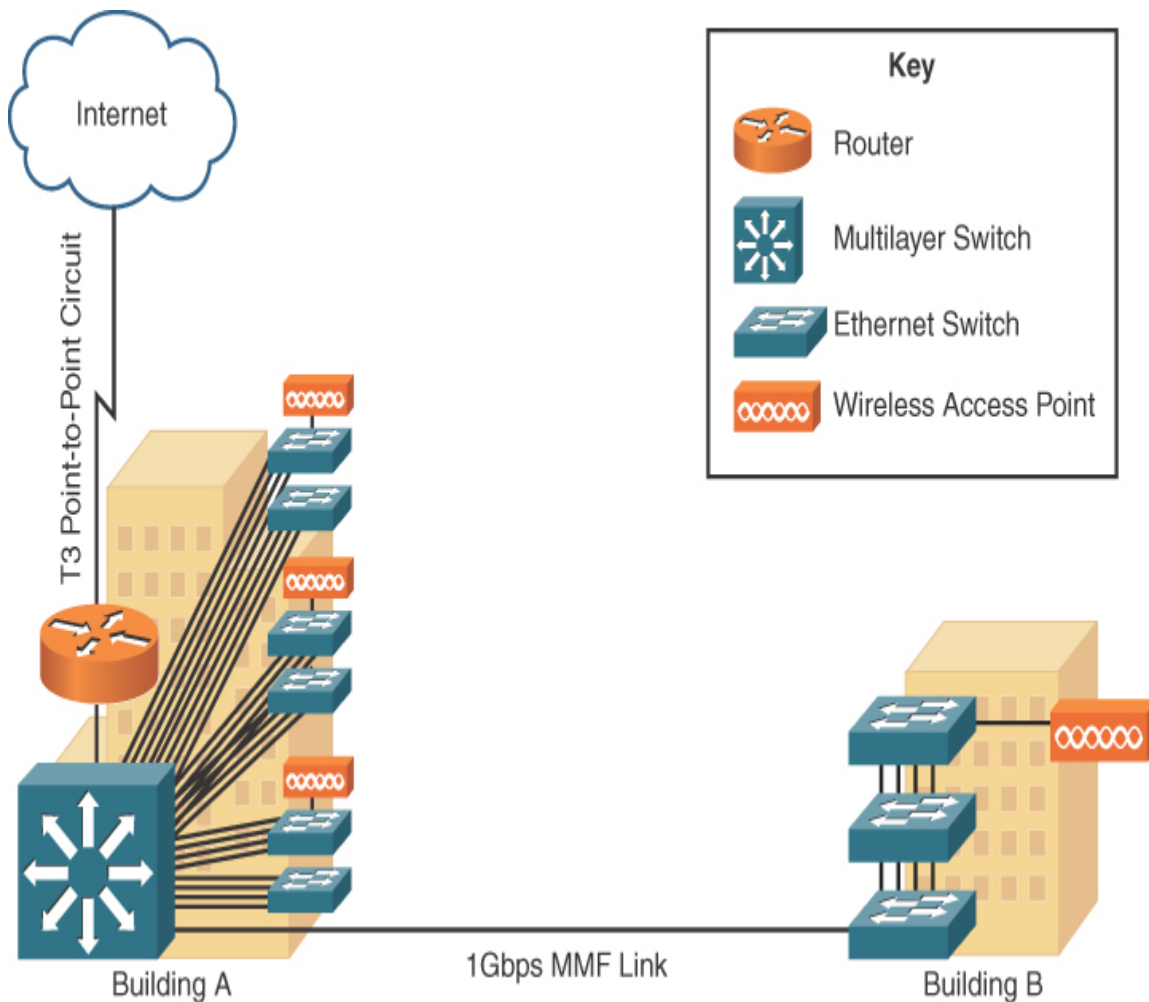 Internet
T3 Point-to-Point Circuit
Key
Router
Multilayer Switch
Ethernet Switch
Wireless Access Point
1Gbps MMF Link
Building A
Building B